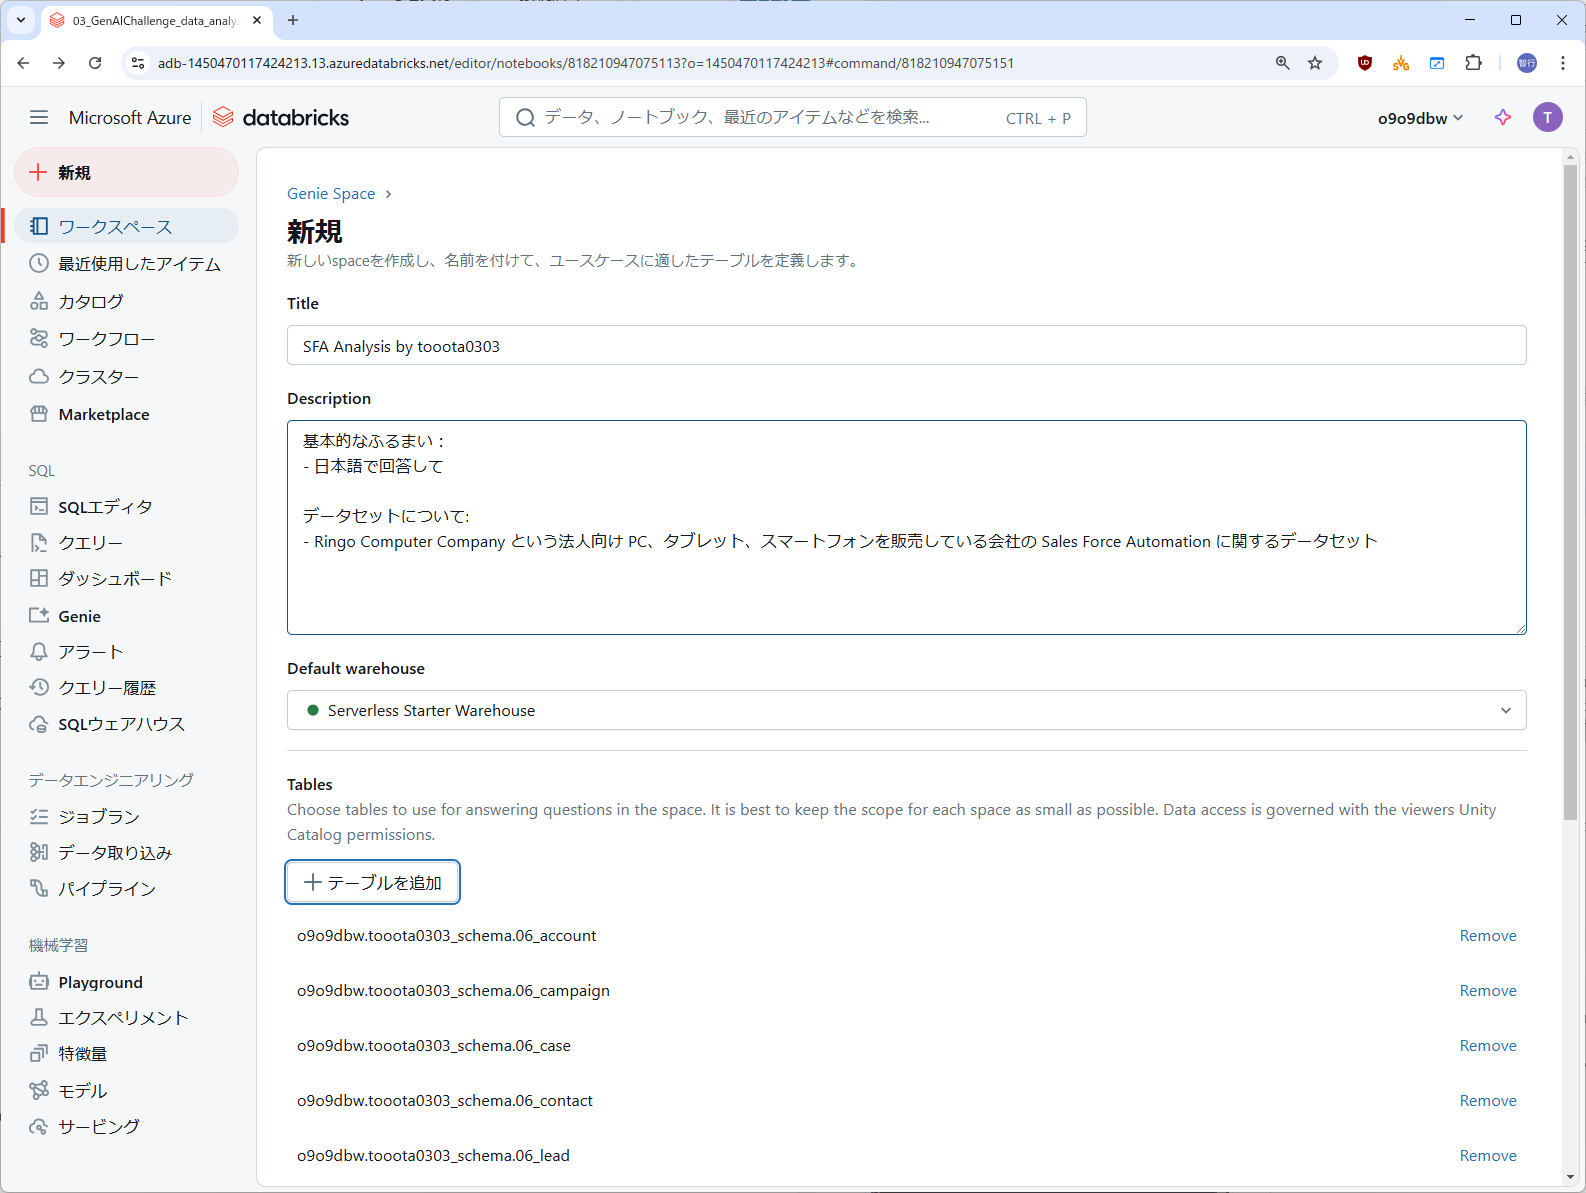 03_GenAIChallenge_data_analys
adb-1450470117424213.13.azuredatabricks.net/editor/notebooks/818210947075113?o=1450470117424213#command/818210947075151
智行
Microsoft Azure
databricks
データ、ノートブック、最近のアイテムなどを検索...
CTRL + P
o9o9dbw
T
新規
ワークスペース
最近使用したアイテム
カタログ
ワークフロー
クラスター
Marketplace
SQL
SQLエディタ
クエリー
ダッシュボード
Genie
アラート
クエリー履歴
SQLウェアハウス
データエンジニアリング
ジョブラン
データ取り込み
パイプライン
機械学習
Playground
エクスペリメント
特徴量
モデル
サービング
Genie Space
新規
新しいspaceを作成し、名前を付けて、ユースケースに適したテーブルを定義します。
Title
SFA Analysis by tooota0303
Description
基本的なふるまい：
- 日本語で回答して
データセットについて:
- Ringo Computer Company という法人向け PC、タブレット、スマートフォンを販売している会社の Sales Force Automation に関するデータセット
Default warehouse
Serverless Starter Warehouse
Tables
Choose tables to use for answering questions in the space. It is best to keep the scope for each space as small as possible. Data access is governed with the viewers Unity
Catalog permissions.
テーブルを追加
o9o9dbw.tooota0303_schema.06_account
Remove
o9o9dbw.tooota0303_schema.06_campaign
Remove
o9o9dbw.tooota0303_schema.06_case
Remove
o9o9dbw.tooota0303_schema.06_contact
Remove
o9o9dbw.tooota0303_schema.06_lead
Remove